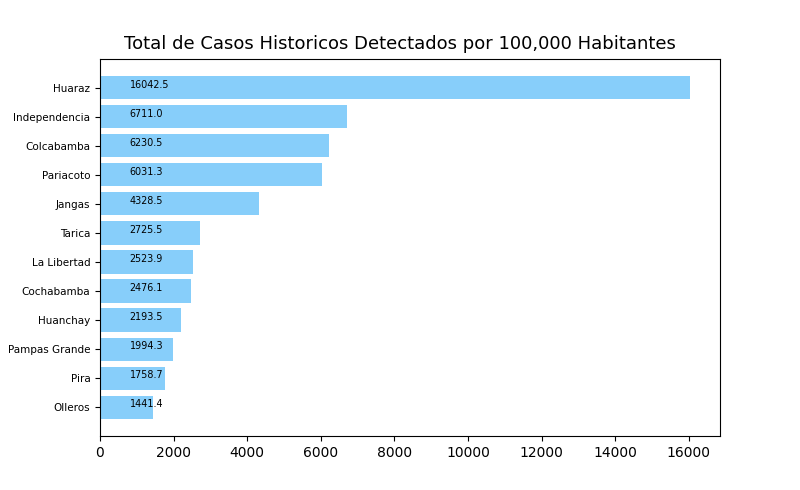 Total de Casos Historicos Detectados por 100,000 Habitantes
Huaraz 16042.5
Independencia 6711.0
Colcabamba 6230.5
Pariacoto 6031.3
Jangas 4328.5
Tarica 2725.5
La Libertad 2523.9
Cochabamba 2476.1
Huanchay 2193.5
Pampas Grande 1994.3
Pira 1758.7
Olleros 1441.4
0 2000 4000 6000 8000 10000 12000 14000 16000